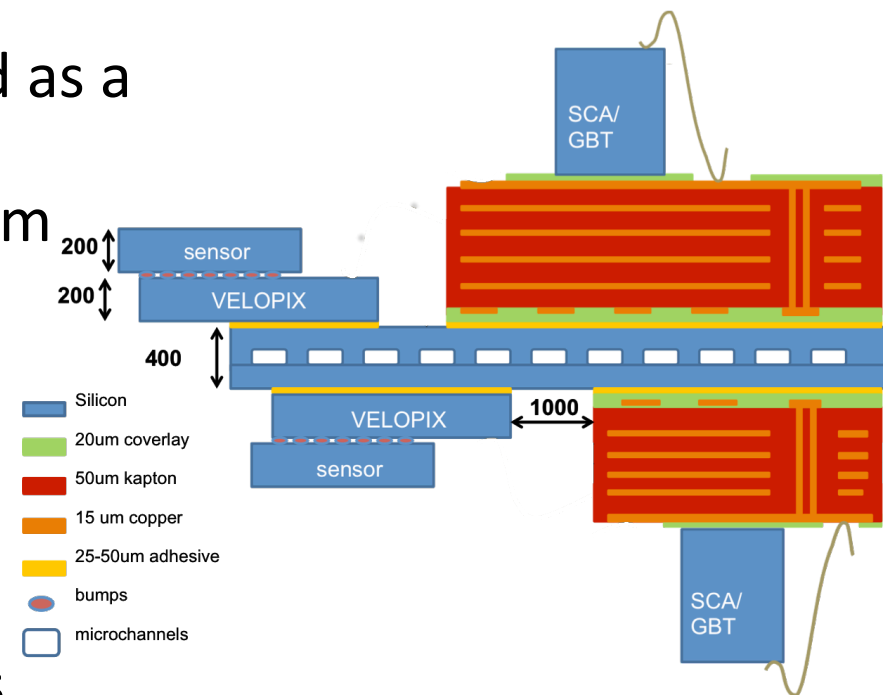 d as a
m
SCA/
GBT
200
sensor
200
VELOPIX
400
1000
VELOPIX
sensor
Silicon
20um coverlay
50um kapton
15 um copper
25-50um adhesive
bumps
microchannels
SCA/
GBT